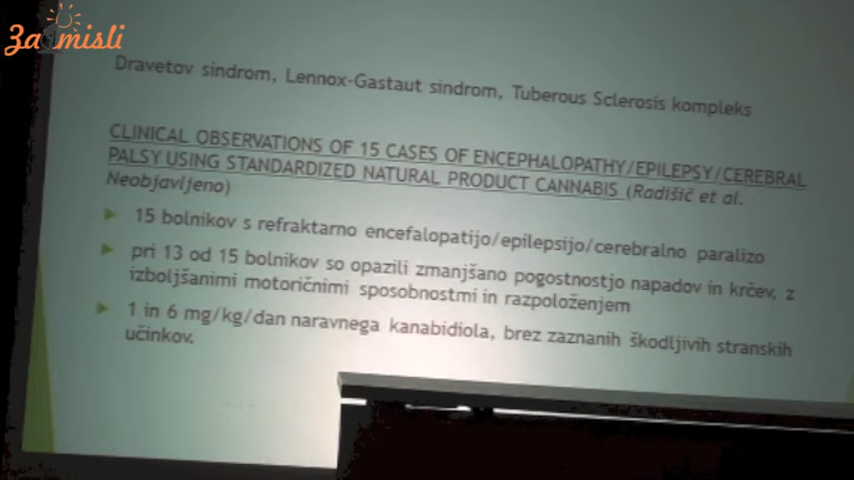 Za misli
Dravetov sindrom, Lennox-Gastaut sindrom, Tuberous Sclerosis kompleks
CLINICAL OBSERVATIONS OF 15 CASES OF ENCEPHALOPATHY/EPILEPSY/CEREBRAL
PALSY USING STANDARDIZED NATURAL PRODUCT CANNABIS (Radišič et al.
Neobjavljeno)
15 bolnikov s refraktarno encefalopatijo/epilepsijo/cerebralno paralizo
pri 13 od 15 bolnikov so opazili zmanjšano pogostnostjo napadov in krčev, z
izboljšanimi motoričnimi sposobnostmi in razpoloženjem
1 in 6 mg/kg/dan naravnega kanabidiola, brez zaznanih škodljivih stranskih
učinkov.